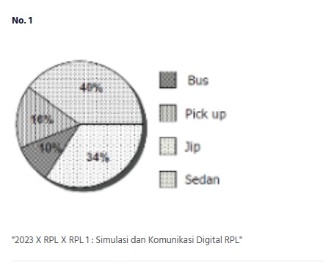 No. 1
40%
16%
10%
34%
Bus
Pick up
Jip
Sedan
"2023 X RPL X RPL 1 : Simulasi dan Komunikasi Digital RPL"